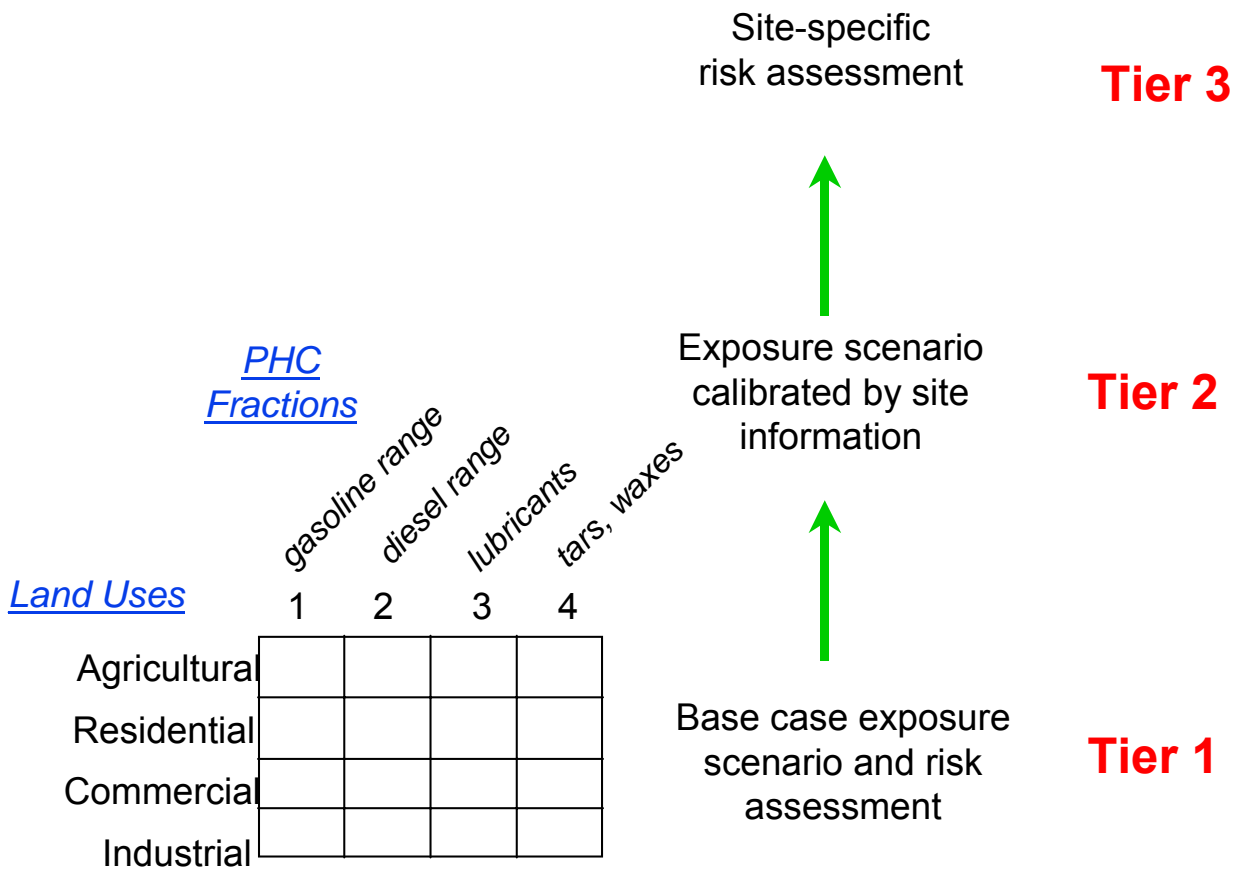 Site-specific
risk assessment
Tier 3
Exposure scenario
calibrated by site
information
Tier 2
PHC
Fractions
gasoline range
diesel range
lubricants
tars, waxes
Land Uses
1 2 3 4
Agricultural
Residential
Commercial
Industrial
Base case exposure
scenario and risk
assessment
Tier 1